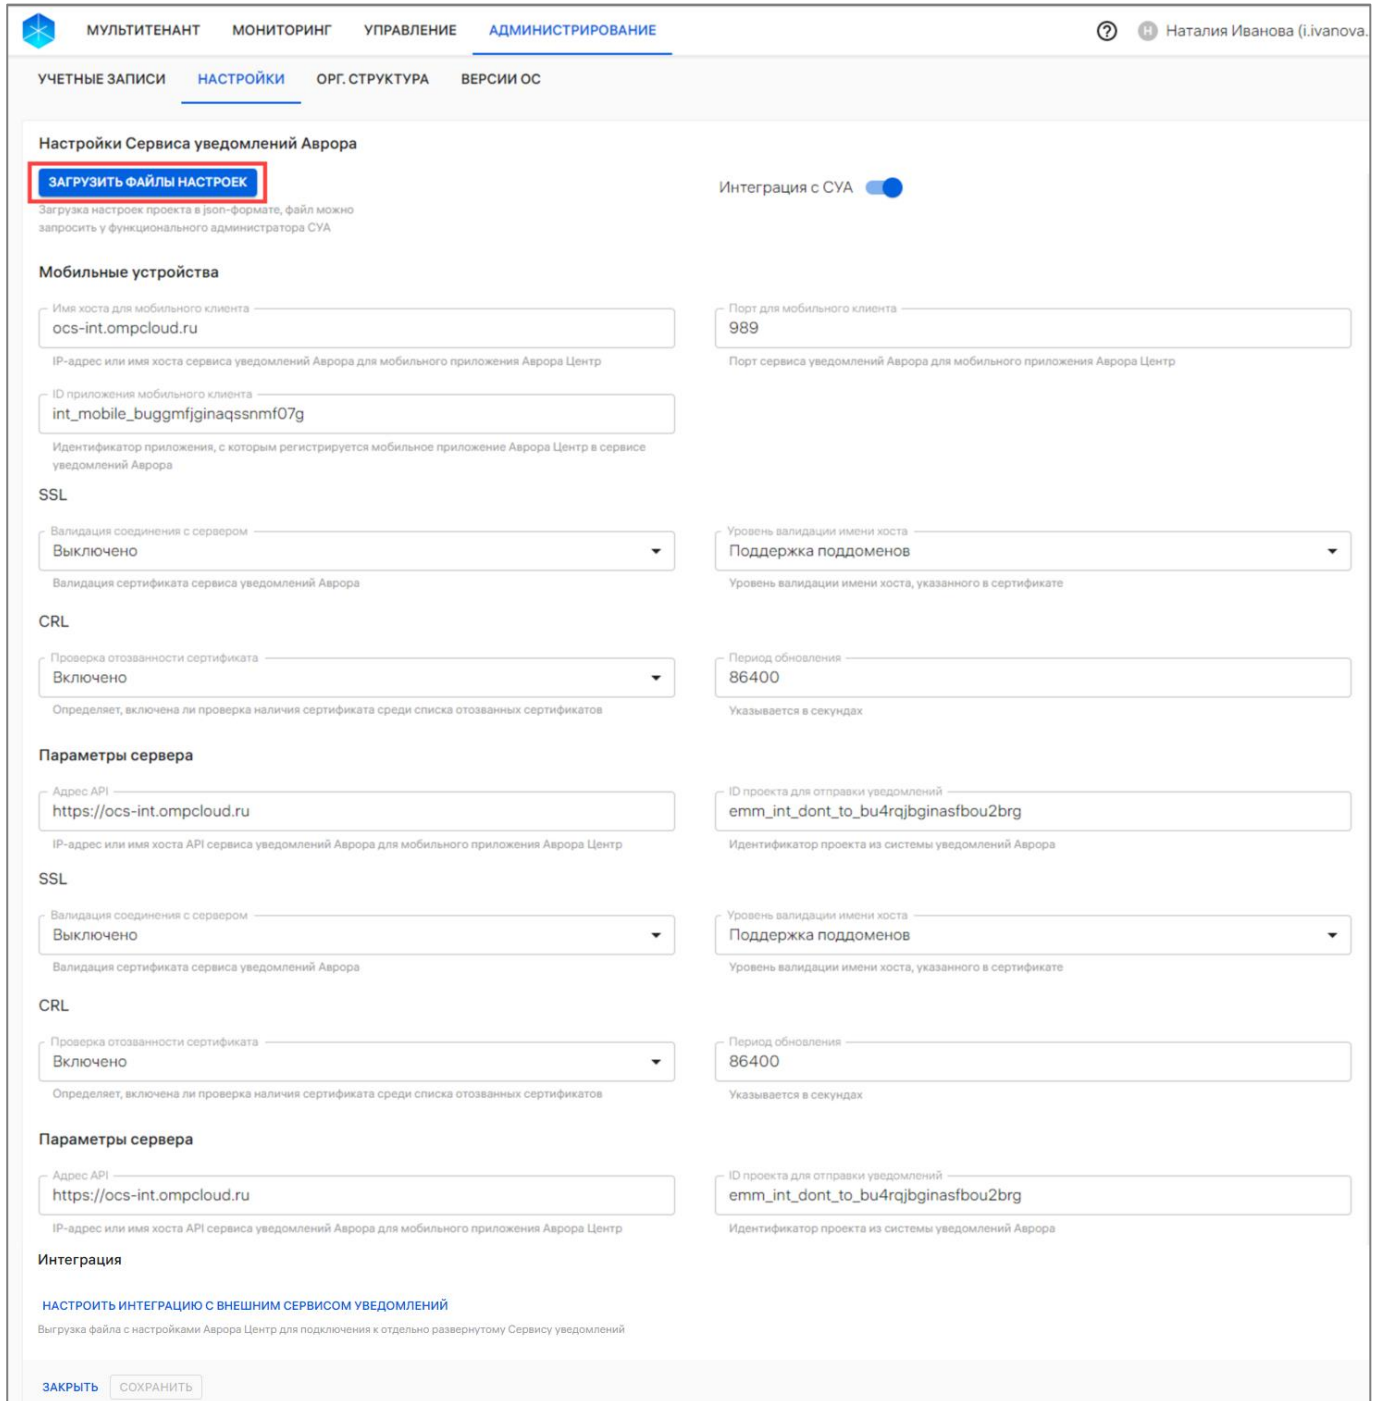 МУЛЬТИТЕНАНТ МОНИТОРИНГ УПРАВЛЕНИЕ АДМИНИСТРИРОВАНИЕ ? Н Наталия Иванова (i.ivanova.
УЧЕТНЫЕ ЗАПИСИ НАСТРОЙКИ ОРГ. СТРУКТУРА ВЕРСИИ ОС
Настройки Сервиса уведомлений Аврора
ЗАГРУЗИТЬ ФАЙЛЫ НАСТРОЕК
Интеграция с СУА
Загрузка настроек проекта в json-формате, файл можно
запросить у функционального администратора СУА
Мобильные устройства
Имя хоста для мобильного клиента Порт для мобильного клиента
ocs-int.ompcloud.ru 989
IP-адрес или имя хоста сервиса уведомлений Аврора для мобильного приложения Аврора Центр Порт сервиса уведомлений Аврора для мобильного приложения Аврора Центр
ID приложения мобильного клиента
int_mobile_buggmfjginaqssnmf07g
Идентификатор приложения, с которым регистрируется мобильное приложение Аврора Центр в сервисе
уведомлений Аврора
SSL
Валидация соединения с сервером Уровень валидации имени хоста
Выключено Поддержка поддоменов
Валидация сертификата сервиса уведомлений Аврора Уровень валидации имени хоста, указанного в сертификате
CRL
Проверка отозванности сертификата Период обновления
Включено 86400
Определяет, включена ли проверка наличия сертификата среди списка отозванных сертификатов Указывается в секундах
Параметры сервера
Адрес API ID проекта для отправки уведомлений
https://ocs-int.ompcloud.ru emm_int_dont_to_bu4rqjbginasfbou2brg
IP-адрес или имя хоста API сервиса уведомлений Аврора для мобильного приложения Аврора Центр Идентификатор проекта из системы уведомлений Аврора
SSL
Валидация соединения с сервером Уровень валидации имени хоста
Выключено Поддержка поддоменов
Валидация сертификата сервиса уведомлений Аврора Уровень валидации имени хоста, указанного в сертификате
CRL
Проверка отозванности сертификата Период обновления
Включено 86400
Определяет, включена ли проверка наличия сертификата среди списка отозванных сертификатов Указывается в секундах
Параметры сервера
Адрес API ID проекта для отправки уведомлений
https://ocs-int.ompcloud.ru emm_int_dont_to_bu4rqjbginasfbou2brg
IP-адрес или имя хоста API сервиса уведомлений Аврора для мобильного приложения Аврора Центр Идентификатор проекта из системы уведомлений Аврора
Интеграция
НАСТРОИТЬ ИНТЕГРАЦИЮ С ВНЕШНИМ СЕРВИСОМ УВЕДОМЛЕНИЙ
Выгрузка файла с настройками Аврора Центр для подключения к отдельно развернутому Сервису уведомлений
ЗАКРЫТЬ СОХРАНИТЬ